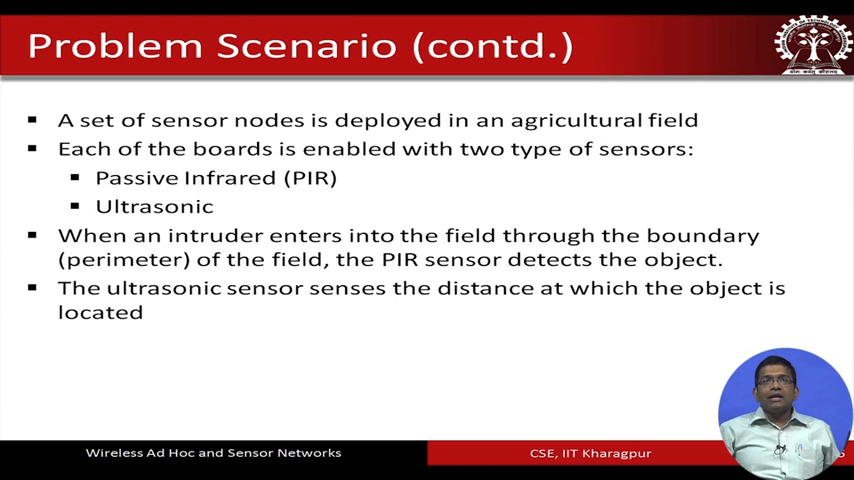 Problem Scenario (contd.)
▪ A set of sensor nodes is deployed in an agricultural field
▪ Each of the boards is enabled with two type of sensors:
▪ Passive Infrared (PIR)
▪ Ultrasonic
▪ When an intruder enters into the field through the boundary
(perimeter) of the field, the PIR sensor detects the object.
▪ The ultrasonic sensor senses the distance at which the object is
located
Wireless Ad Hoc and Sensor Networks
CSE, IIT Kharagpur